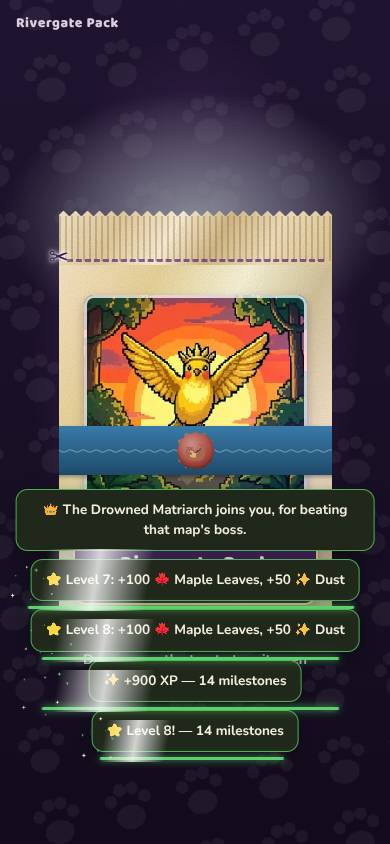 Rivergate Pack
👑 The Drowned Matriarch joins you, for beating
that map's boss.
⭐ Level 7: +100 🍁 Maple Leaves, +50 ✨ Dust
⭐ Level 8: +100 🍁 Maple Leaves, +50 ✨ Dust
✨ +900 XP — 14 milestones
⭐ Level 8! — 14 milestones